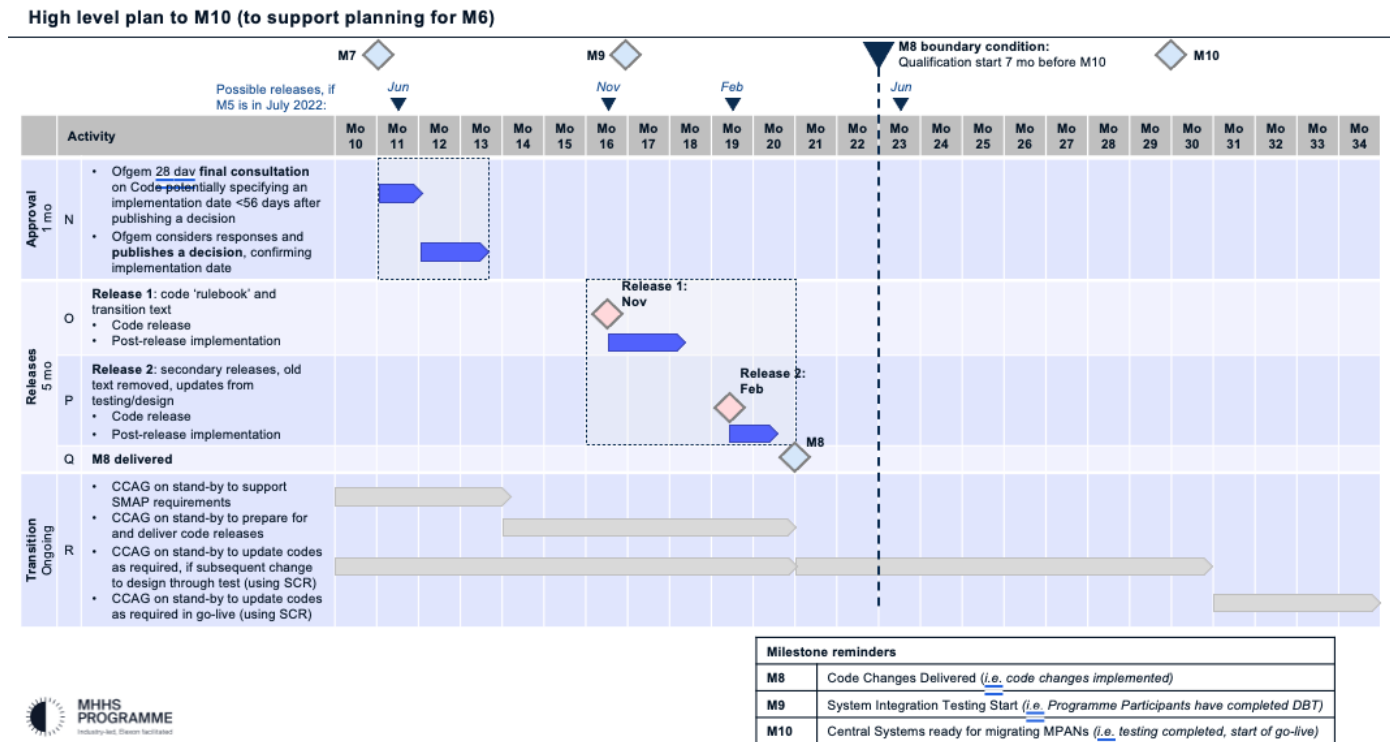 High level plan to M10 (to support planning for M6)
M7
M9
M8 boundary condition:
Qualification start 7 mo before M10
M10
Possible releases, if
M5 is in July 2022:
Jun
Nov
Feb
Jun
Activity
Mo 10
Mo 11
Mo 12
Mo 13
Mo 14
Mo 15
Mo 16
Mo 17
Mo 18
Mo 19
Mo 20
Mo 21
Mo 22
Mo 23
Mo 24
Mo 25
Mo 26
Mo 27
Mo 28
Mo 29
Mo 30
Mo 31
Mo 32
Mo 33
Mo 34
Approval
1 mo
N
• Ofgem 28 day final consultation
on Code potentially specifying an
implementation date <56 days after
publishing a decision
• Ofgem considers responses and
publishes a decision, confirming
implementation date
Releases
5 mo
O
Release 1: code ‘rulebook’ and
transition text
• Code release
• Post-release implementation
Release 1:
Nov
P
Release 2: secondary releases, old
text removed, updates from
testing/design
• Code release
• Post-release implementation
Release 2:
Feb
Q
M8 delivered
M8
Transition
Ongoing
R
• CCAG on stand-by to support
SMAP requirements
• CCAG on stand-by to prepare for
and deliver code releases
• CCAG on stand-by to update codes
as required, if subsequent change
to design through test (using SCR)
• CCAG on stand-by to update codes
as required in go-live (using SCR)
Milestone reminders
M8 Code Changes Delivered (i.e. code changes implemented)
M9 System Integration Testing Start (i.e. Programme Participants have completed DBT)
M10 Central Systems ready for migrating MPANs (i.e. testing completed, start of go-live)
MHHS
PROGRAMME
Industry-led, Elexon facilitated